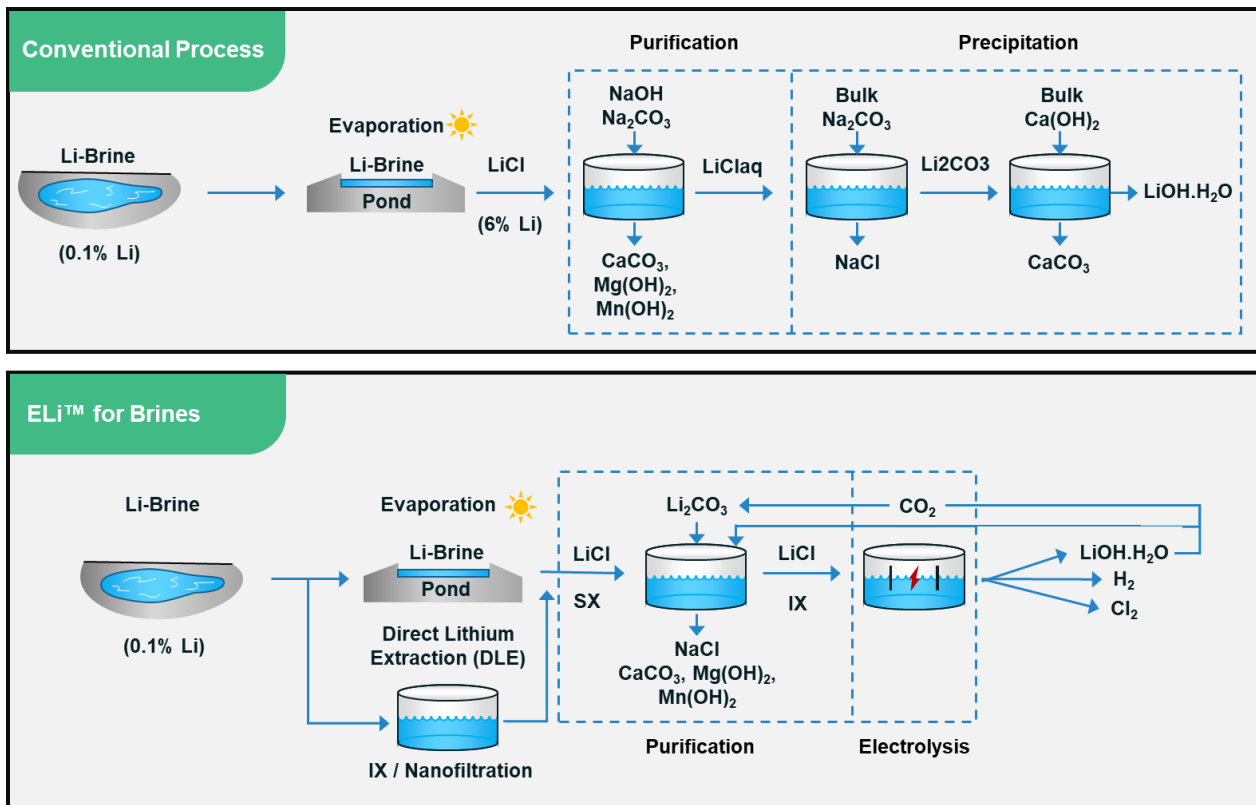 Conventional Process
Purification
Precipitation
Li-Brine
(0.1% Li)
Evaporation
Li-Brine
Pond
LiCl
(6% Li)
NaOH
Na₂CO₃
CaCO₃,
Mg(OH)₂,
Mn(OH)₂
LiClaq
Bulk
Na₂CO₃
NaCl
Li2CO3
Bulk
Ca(OH)₂
CaCO₃
LiOH.H₂O
ELi™ for Brines
Li-Brine
(0.1% Li)
Evaporation
Li-Brine
Pond
Direct Lithium
Extraction (DLE)
IX / Nanofiltration
LiCl
SX
Li₂CO₃
NaCl
CaCO₃, Mg(OH)₂,
Mn(OH)₂
LiCl
IX
CO₂
LiOH.H₂O
H₂
Cl₂
Purification
Electrolysis